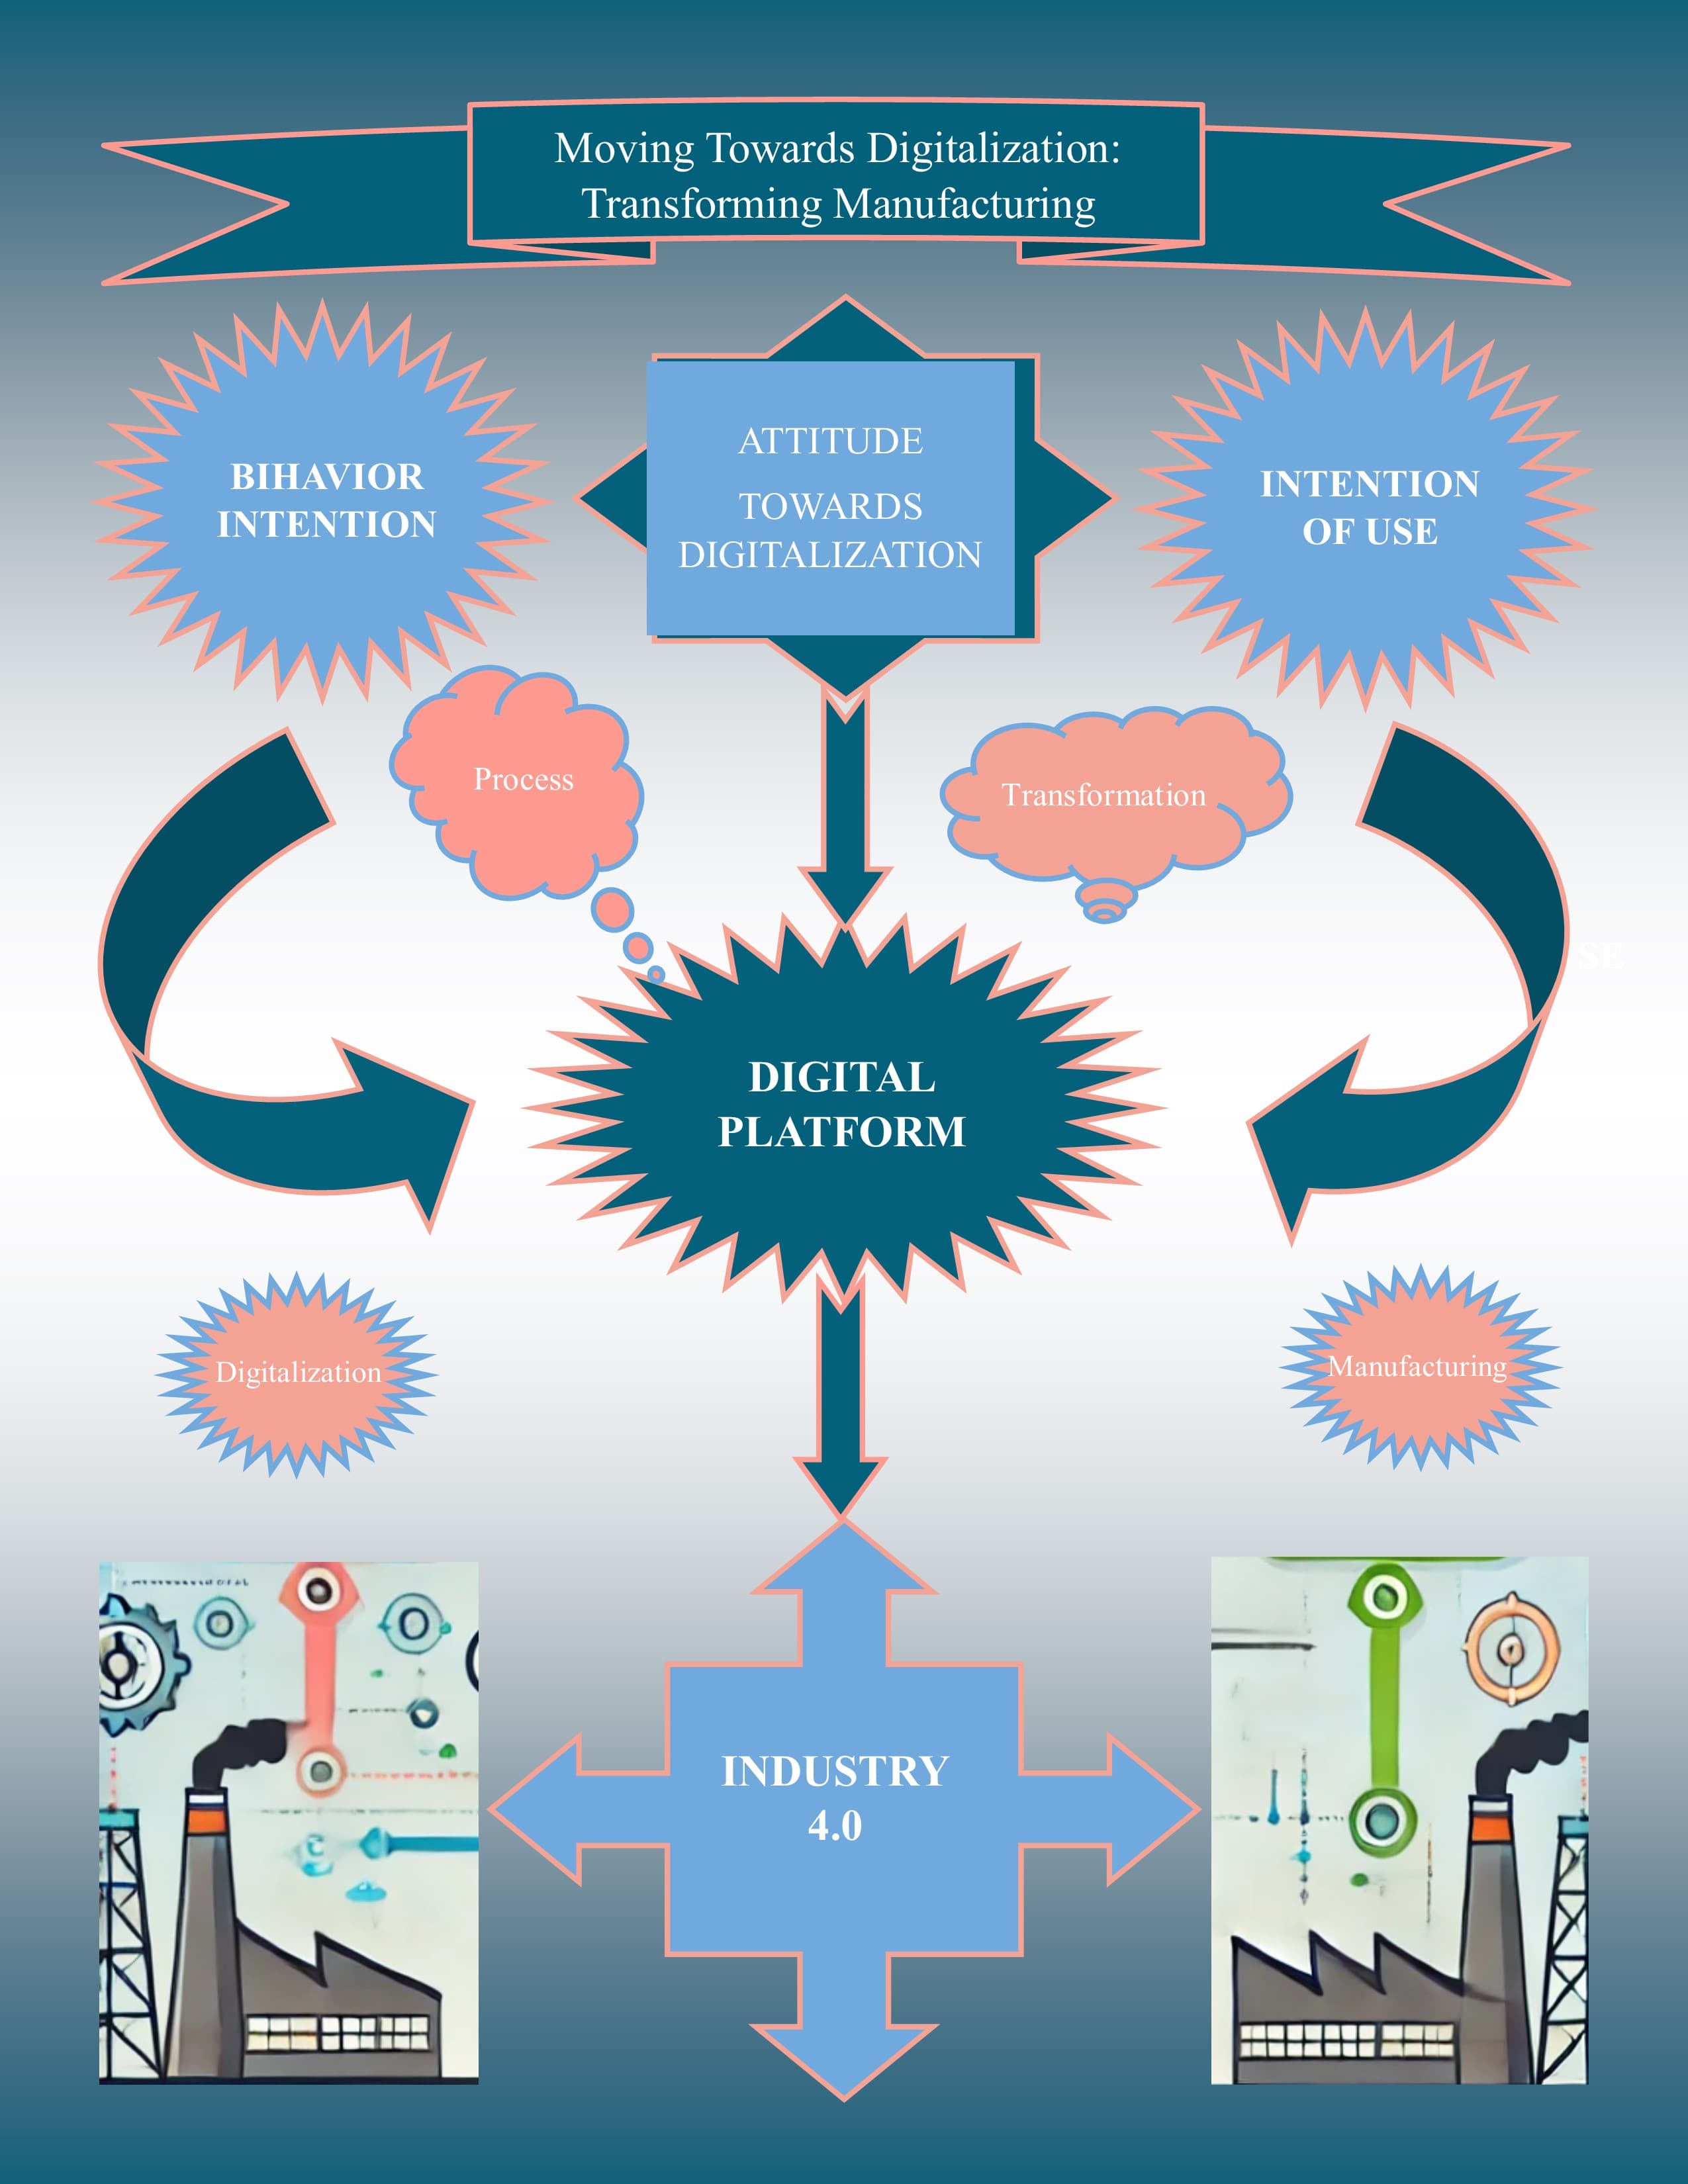 Moving Towards Digitalization:
Transforming Manufacturing
BIHAVIOR
INTENTION
ATTITUDE
TOWARDS
DIGITALIZATION
INTENTION
OF USE
Process
Transformation
SE
DIGITAL
PLATFORM
Digitalization
Manufacturing
INDUSTRY
4.0